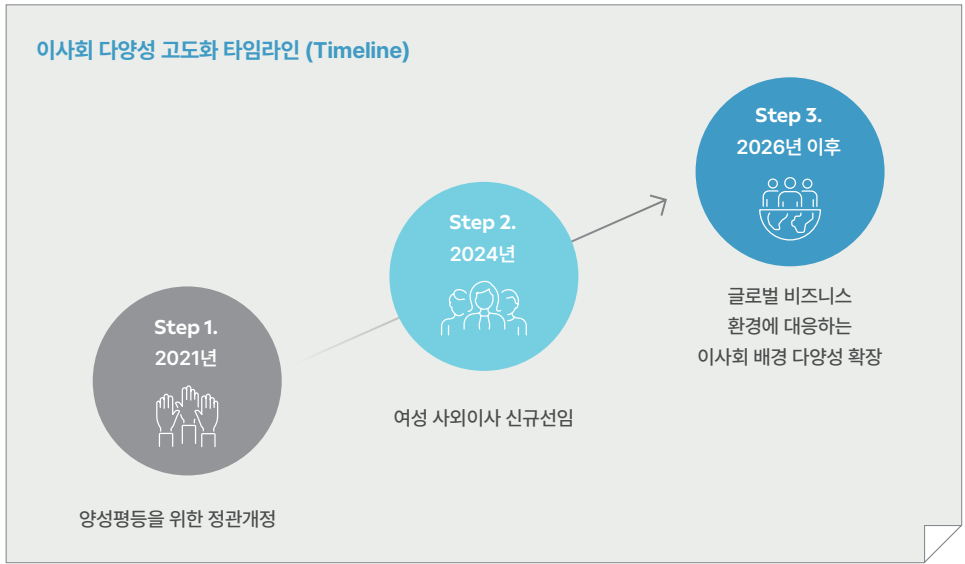 이사회 다양성 고도화 타임라인 (Timeline)
Step 1.
2021년
양성평등을 위한 정관개정
Step 2.
2024년
여성 사외이사 신규선임
Step 3.
2026년 이후
글로벌 비즈니스
환경에 대응하는
이사회 배경 다양성 확장